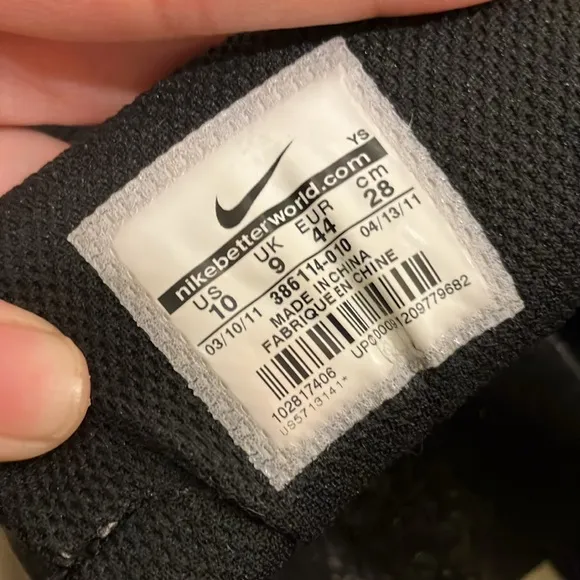 YS
nikebetterworld.com
US UK EUR cm
10 9 44 28
03/10/11 386114-010 04/13/11
MADE IN CHINA
FABRIQUE EN CHINE
UPC00091209779682
102817406
US5713141*